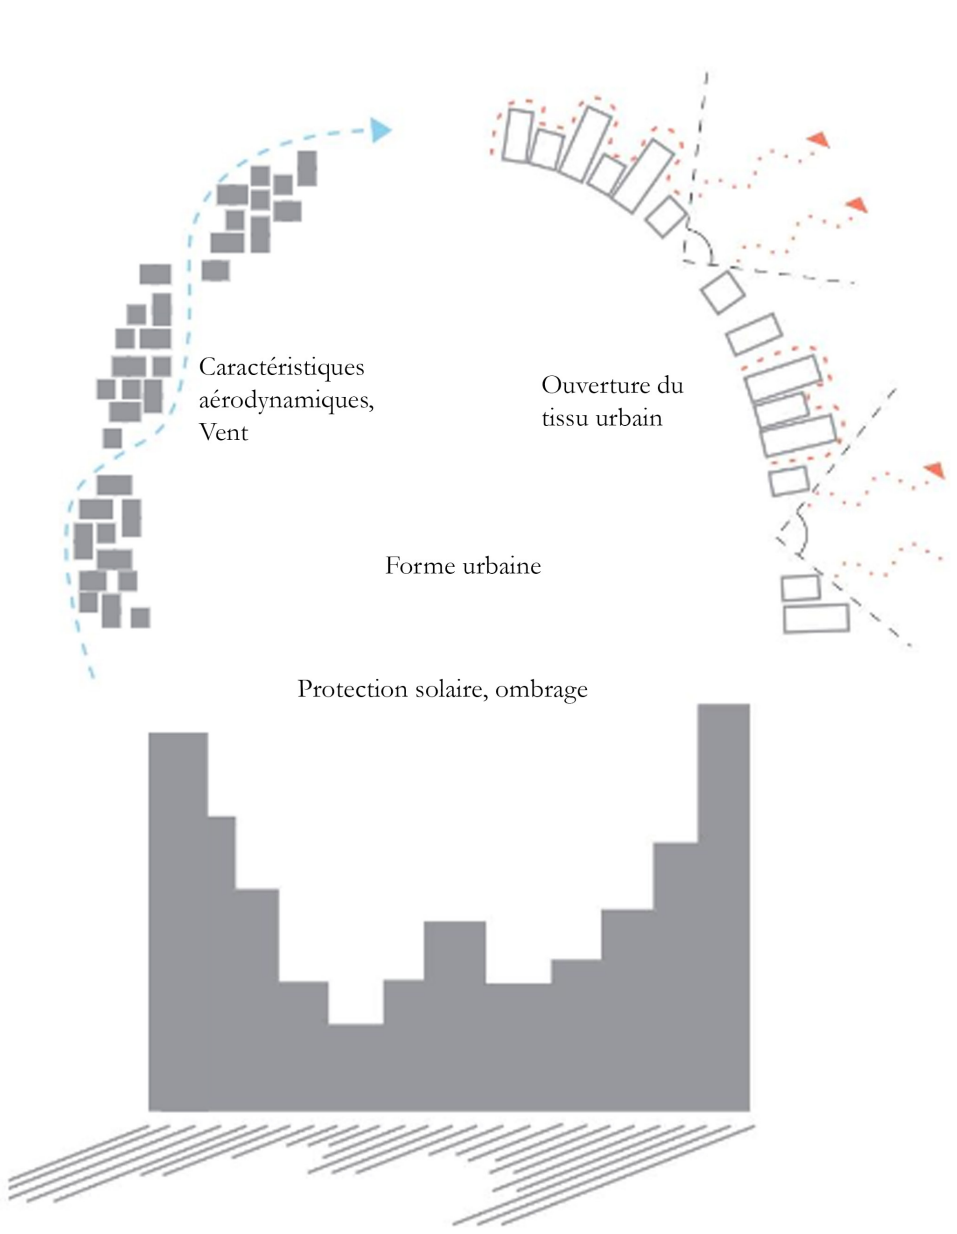 Caractéristiques
aérodynamiques,
Vent
Ouverture du
tissu urbain
Forme urbaine
Protection solaire, ombrage